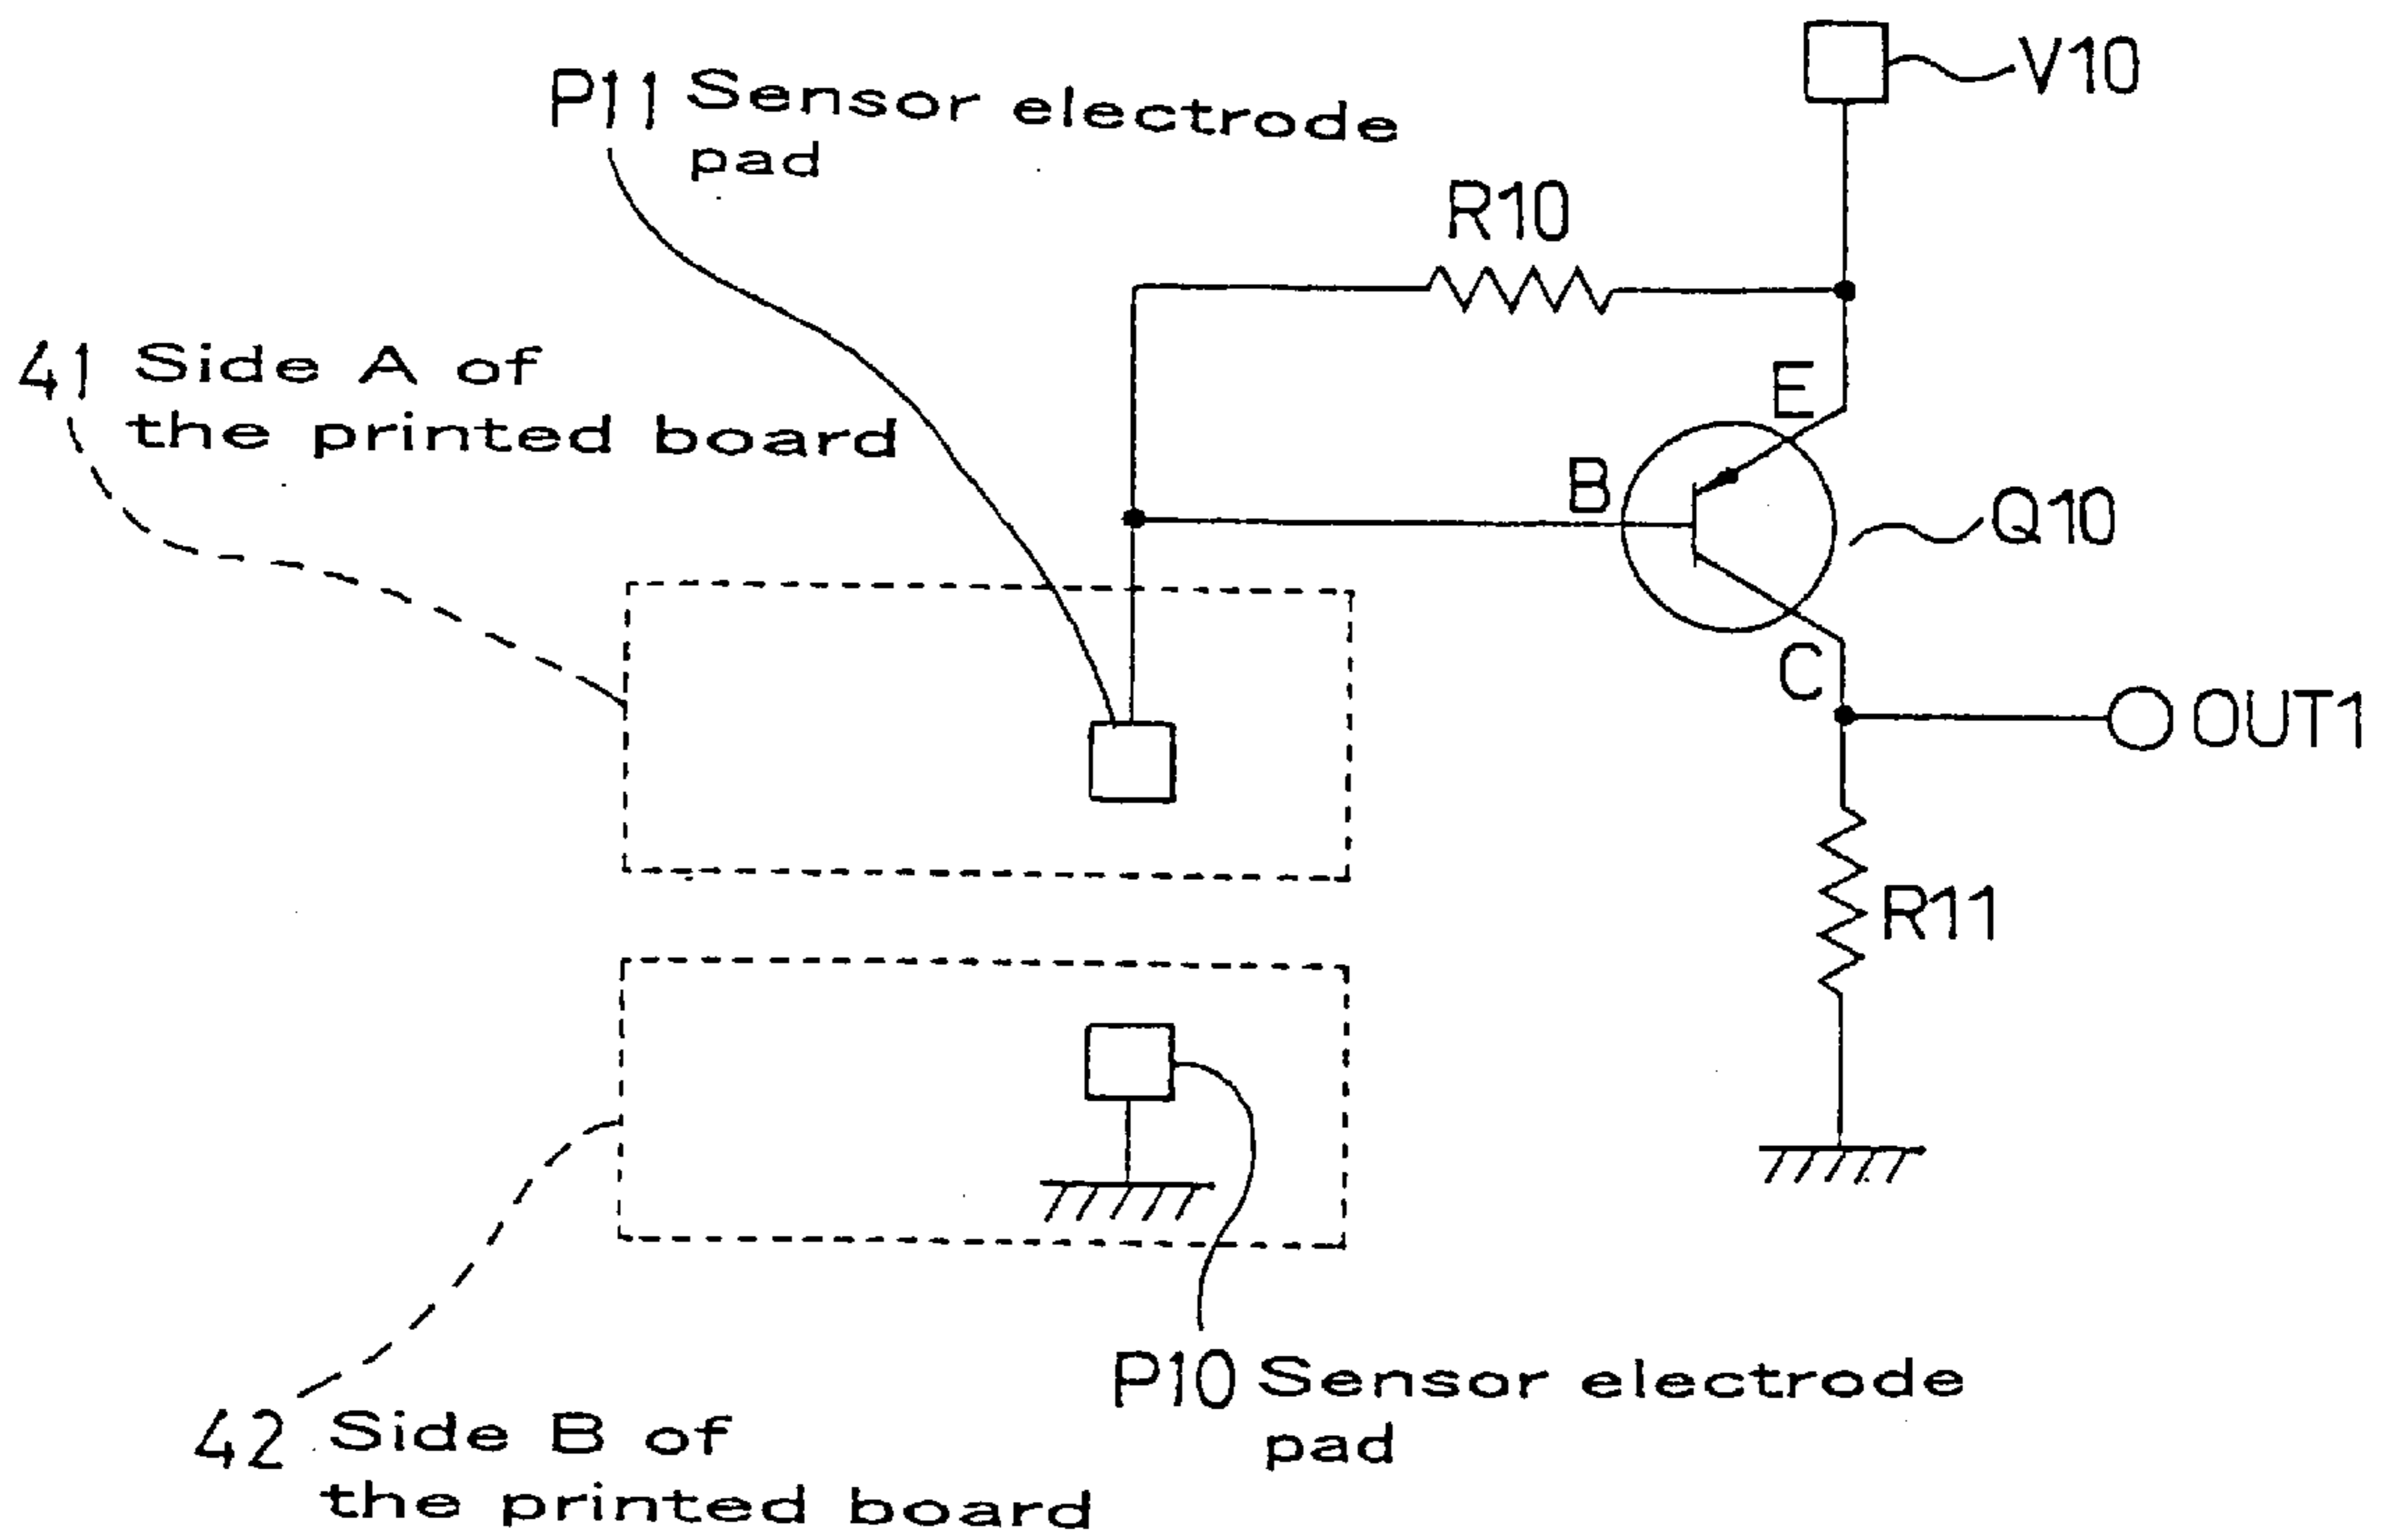 V10
P11 Sensor electrode
pad
R10
41 Side A of
the printed board
E
B
Q10
C
OUT1
R11
P10 Sensor electrode
pad
42 Side B of
the printed board